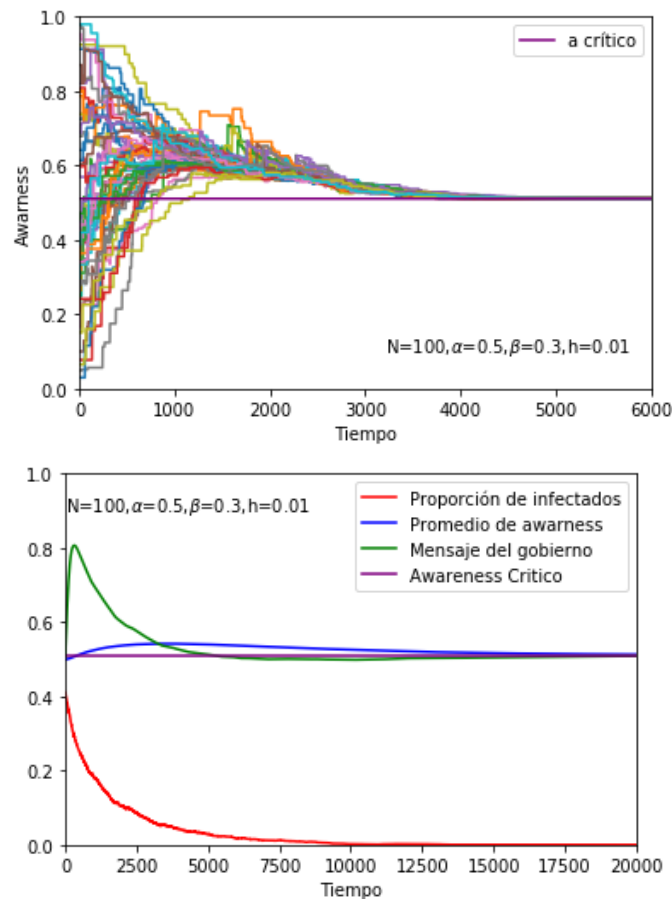 1.0
0.8
0.6
0.4
0.2
0.0
Awarness
a crítico
N=100,α=0.5,β=0.3,h=0.01
0 1000 2000 3000 4000 5000 6000
Tiempo
1.0
0.8
0.6
0.4
0.2
0.0
N=100,α=0.5,β=0.3,h=0.01
Proporción de infectados
Promedio de awarness
Mensaje del gobierno
Awareness Critico
0 2500 5000 7500 10000 12500 15000 17500 20000
Tiempo